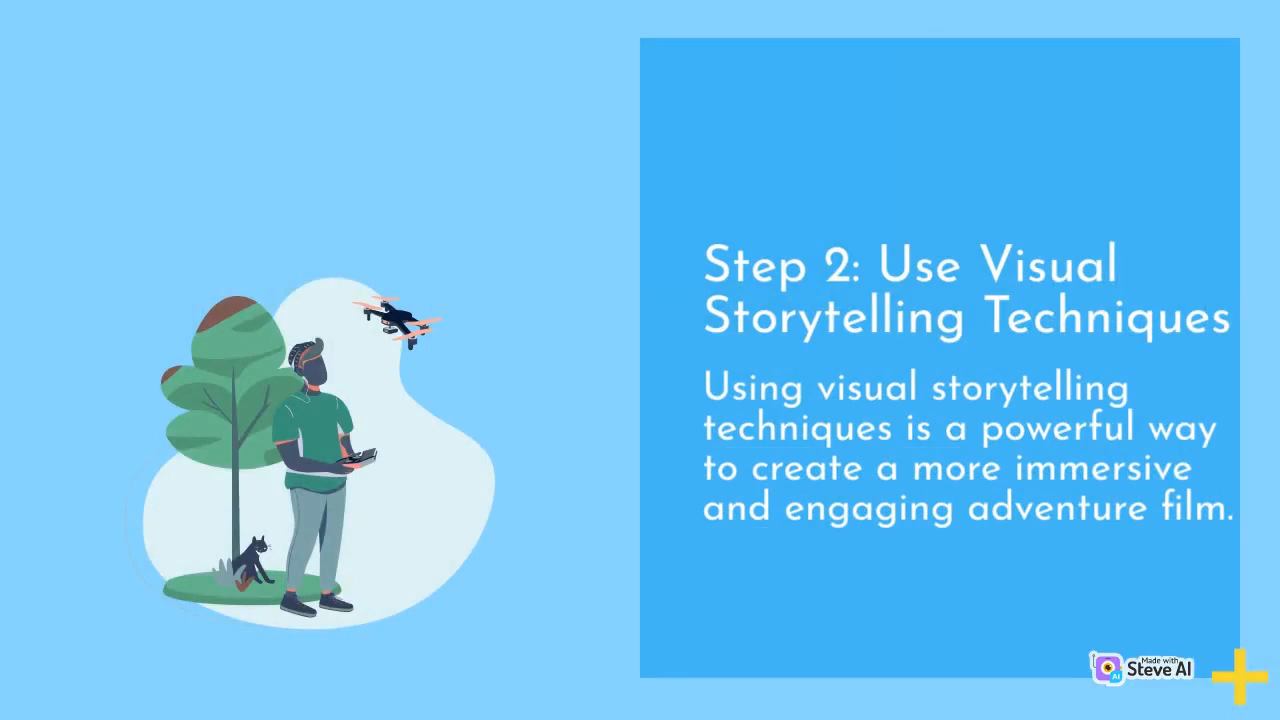 Step 2: Use Visual
Storytelling Techniques
Using visual storytelling
techniques is a powerful way
to create a more immersive
and engaging adventure film.
Made with
Steve AI
AI